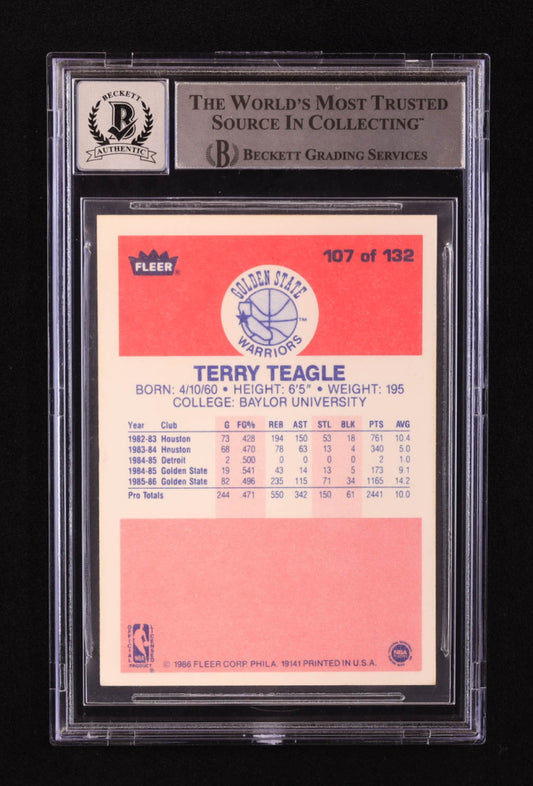 BECKETT
B
AUTHENTIC
THE WORLD'S MOST TRUSTED
SOURCE IN COLLECTING™
B BECKETT GRADING SERVICES
FLEER®
107 of 132
GOLDEN STATE
WARRIORS
™
TERRY TEAGLE
BORN: 4/10/60 • HEIGHT: 6'5" • WEIGHT: 195
COLLEGE: BAYLOR UNIVERSITY
Year Club G FG% REB AST STL BLK PTS AVG
1982-83 Houston 73 .428 194 150 53 18 761 10.4
1983-84 Houston 68 .470 78 63 13 4 340 5.0
1984-85 Detroit 2 .500 0 0 0 0 2 1.0
1984-85 Golden State 19 .541 43 14 13 5 173 9.1
1985-86 Golden State 82 .496 235 115 71 34 1165 14.2
Pro Totals 244 .471 550 342 150 61 2441 10.0
OFFICIAL
LICENSED
NBA
PRODUCT ®
© 1986 FLEER CORP. PHILA. 19141 PRINTED IN U.S.A.